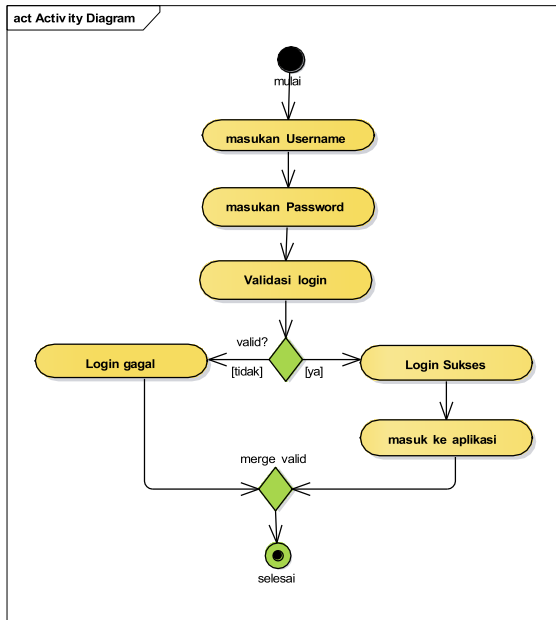 act Activity Diagram
mulai
masukan Username
masukan Password
Validasi login
valid?
[tidak]
[ya]
Login gagal
Login Sukses
masuk ke aplikasi
merge valid
selesai